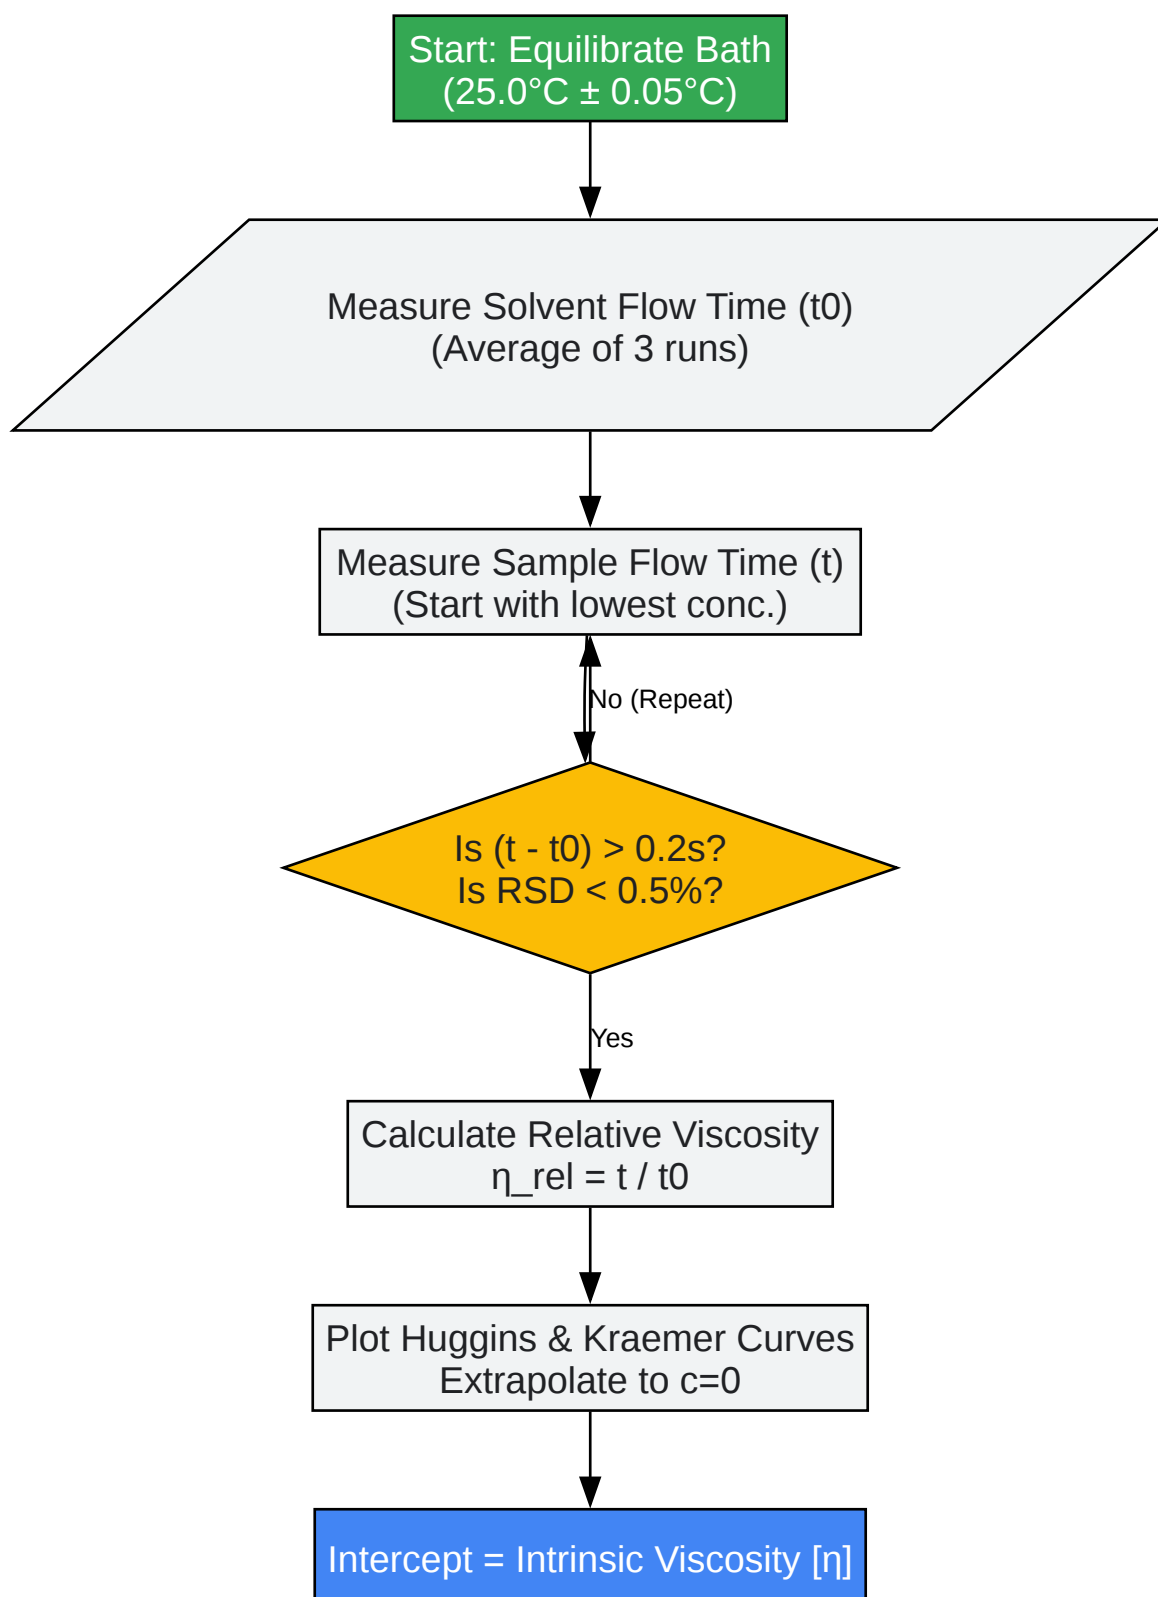 Start: Equilibrate Bath
(25.0°C ± 0.05°C)
Measure Solvent Flow Time (t0)
(Average of 3 runs)
Measure Sample Flow Time (t)
(Start with lowest conc.)
No (Repeat)
Is (t - t0) > 0.2s?
Is RSD < 0.5%?
Yes
Calculate Relative Viscosity
η_rel = t / t0
Plot Huggins & Kraemer Curves
Extrapolate to c=0
Intercept = Intrinsic Viscosity [η]